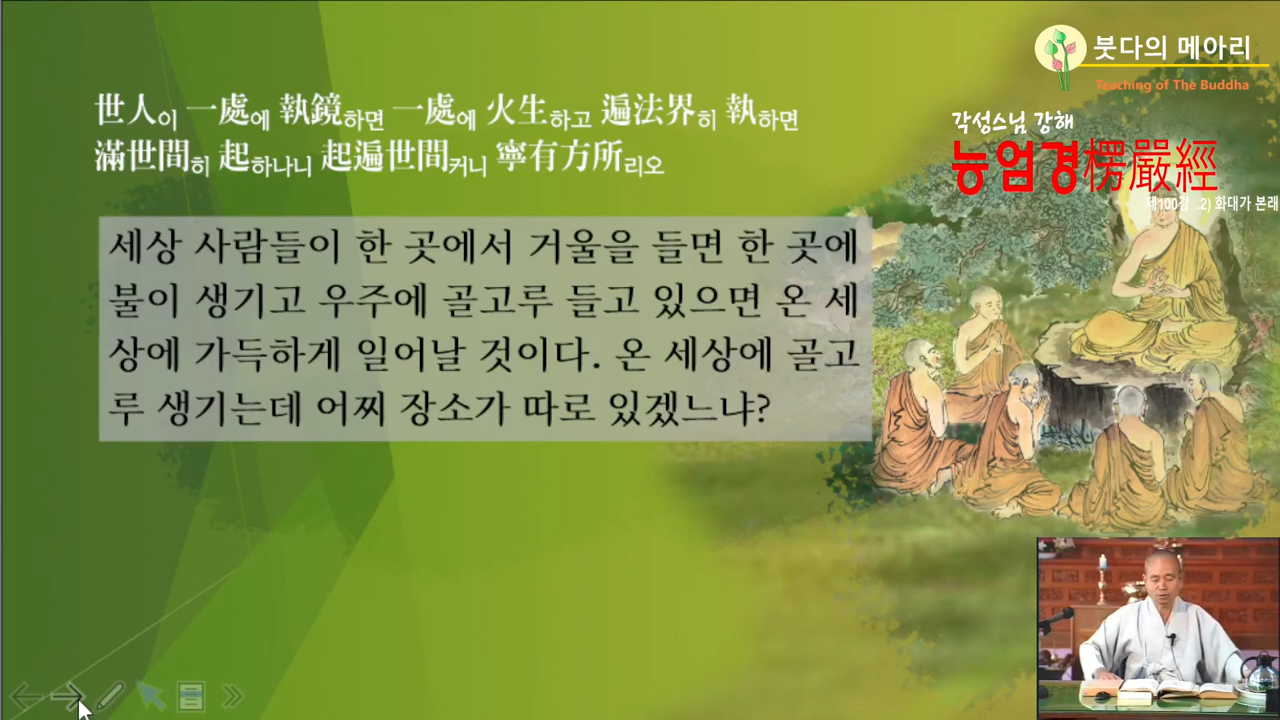 붓다의 메아리
Teaching of The Buddha
각성스님 강해
능엄경楞嚴經
제100강 ..2) 화대가 본래
世人이 一處에 執鏡하면 一處에 火生하고 遍法界히 執하면
滿世間히 起하나니 起遍世間커니 寧有方所리오
세상 사람들이 한 곳에서 거울을 들면 한 곳에
불이 생기고 우주에 골고루 들고 있으면 온 세
상에 가득하게 일어날 것이다. 온 세상에 골고
루 생기는데 어찌 장소가 따로 있겠느냐?